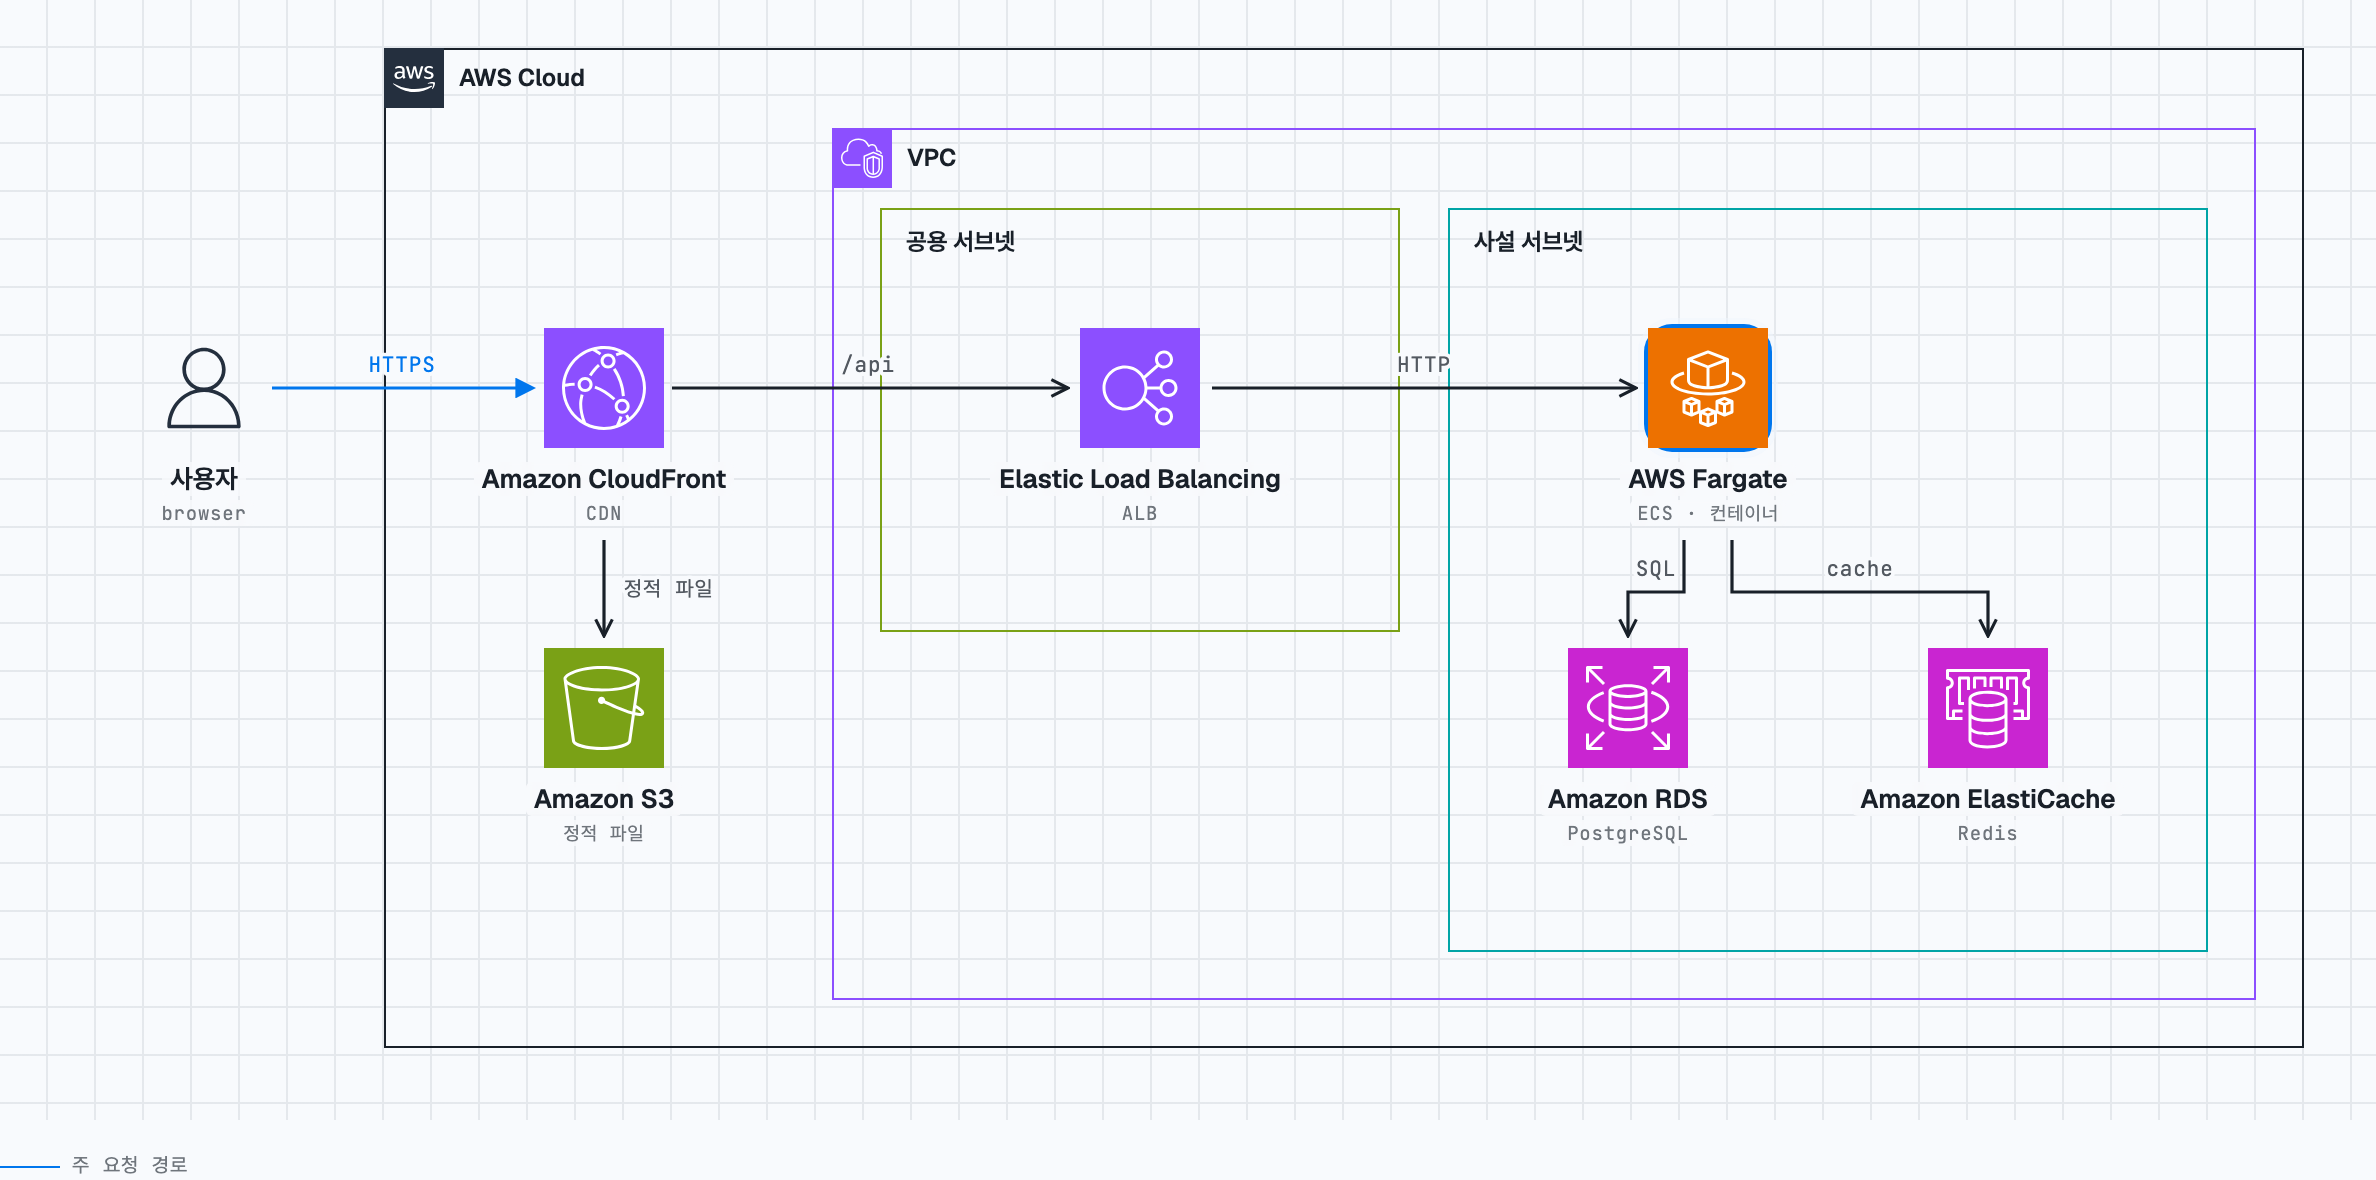 aws
AWS Cloud
VPC
공용 서브넷
사설 서브넷
HTTPS
/api
HTTP
사용자
browser
Amazon CloudFront
CDN
Elastic Load Balancing
ALB
AWS Fargate
ECS · 컨테이너
정적 파일
SQL
cache
Amazon S3
정적 파일
Amazon RDS
PostgreSQL
Amazon ElastiCache
Redis
주 요청 경로